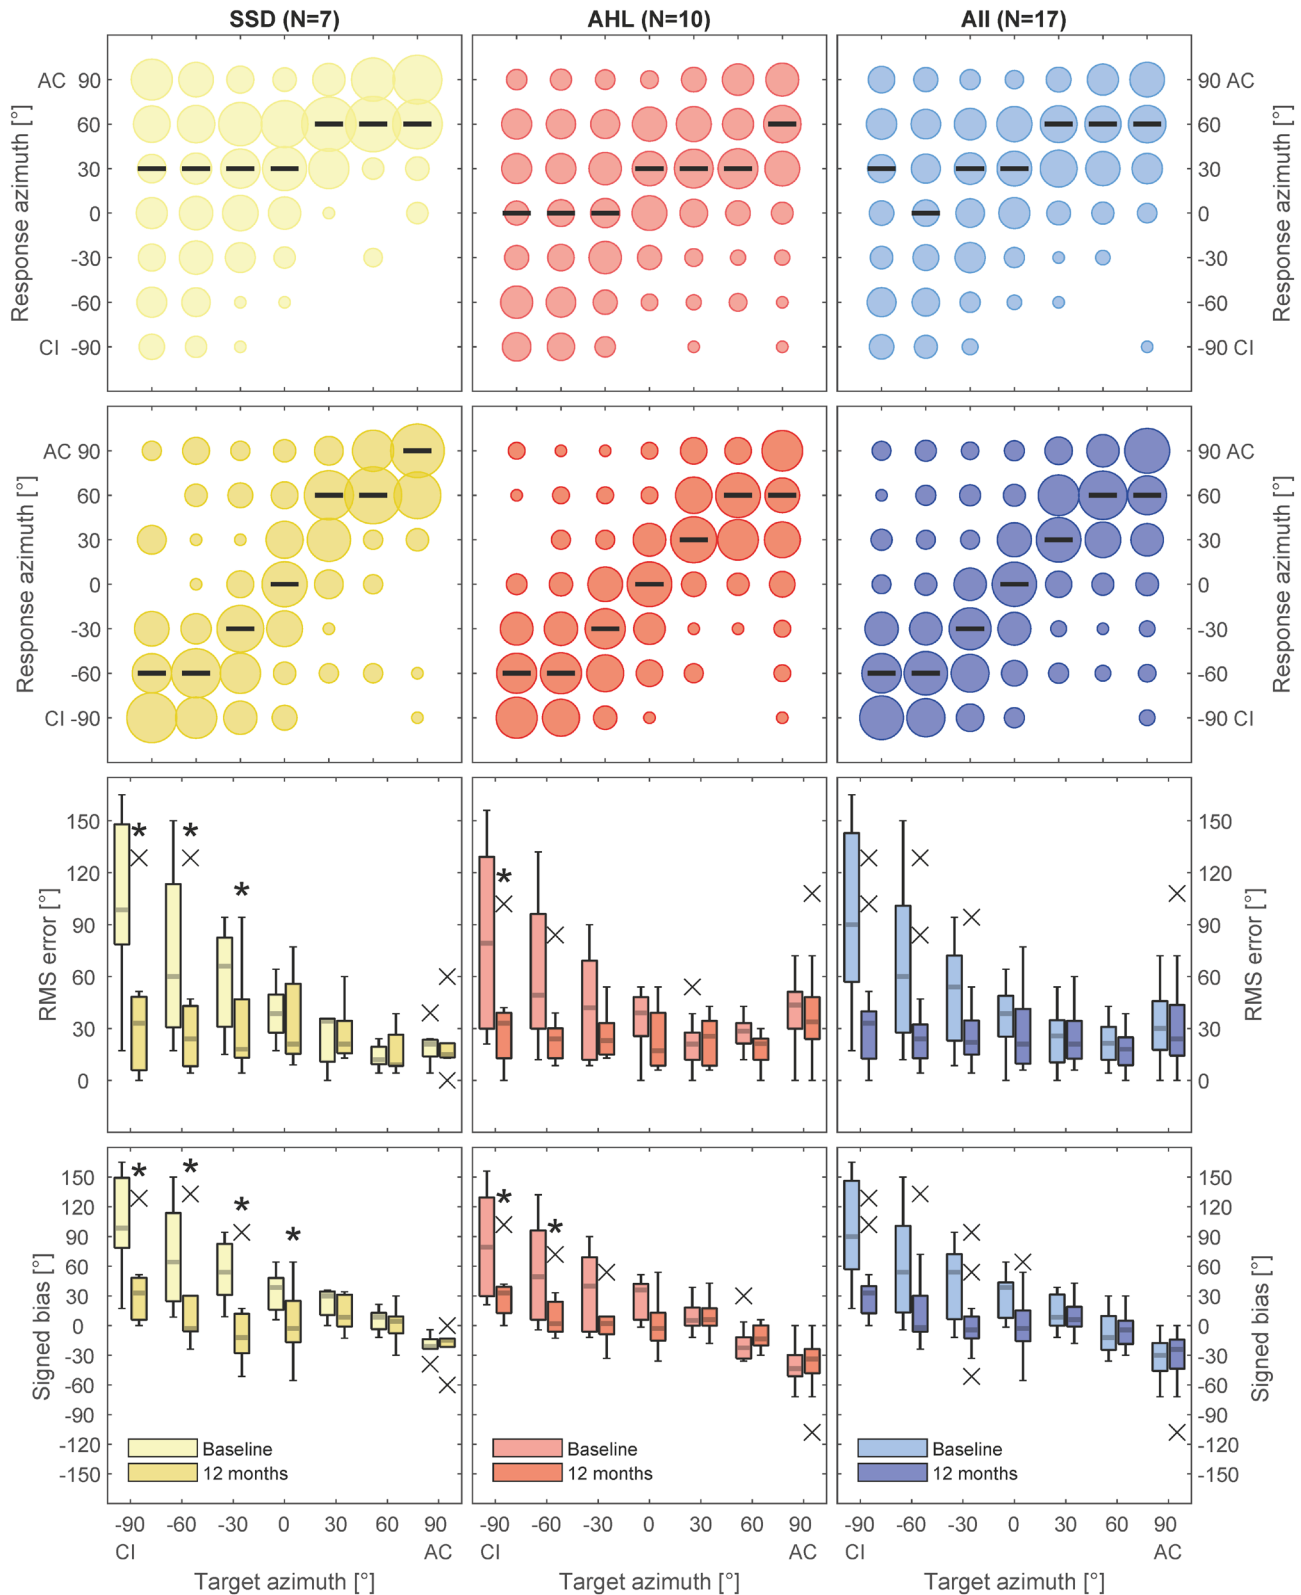 SSD (N=7) AHL (N=10) All (N=17)
AC 90 90 AC
60 60
30 30
0 0
-30 -30
-60 -60
CI -90 -90 CI
Response azimuth [°] Response azimuth [°]
AC 90 90 AC
60 60
30 30
0 0
-30 -30
-60 -60
CI -90 -90 CI
Response azimuth [°] Response azimuth [°]
150 * * 150
120 * * 120
90 90
60 60
30 30
0 0
RMS error [°] RMS error [°]
150 * * 150
120 * * 120
90 * * 90
60 60
30 30
0 0
-30 -30
-60 -60
-90 -90
-120 Baseline Baseline Baseline -120
-150 12 months 12 months 12 months -150
Signed bias [°] Signed bias [°]
-90 -60 -30 0 30 60 90 -90 -60 -30 0 30 60 90 -90 -60 -30 0 30 60 90
CI AC CI AC CI AC
Target azimuth [°] Target azimuth [°] Target azimuth [°]